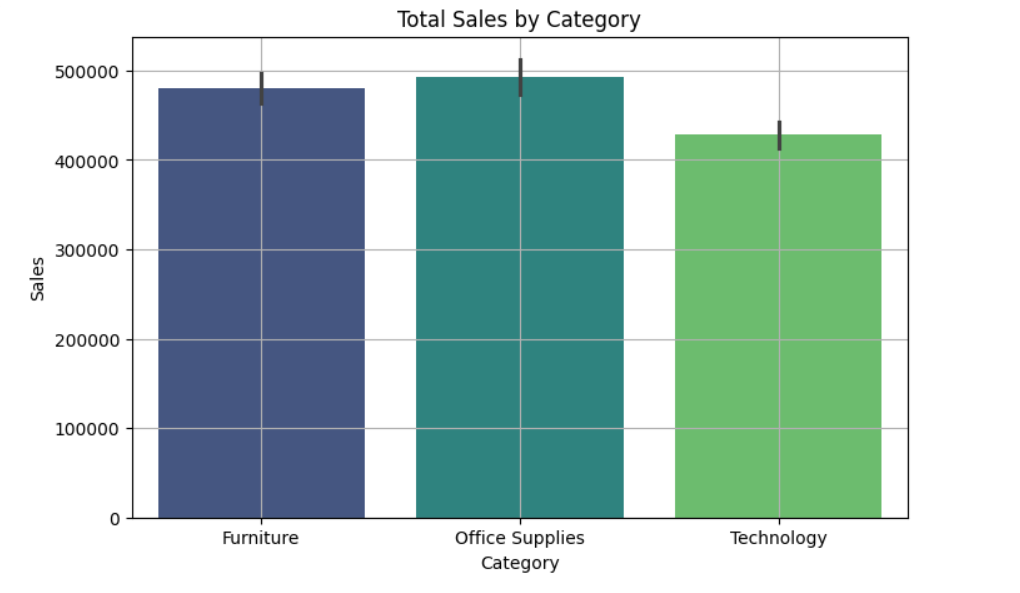 Total Sales by Category
Sales
500000
400000
300000
200000
100000
0
Furniture Office Supplies Technology
Category